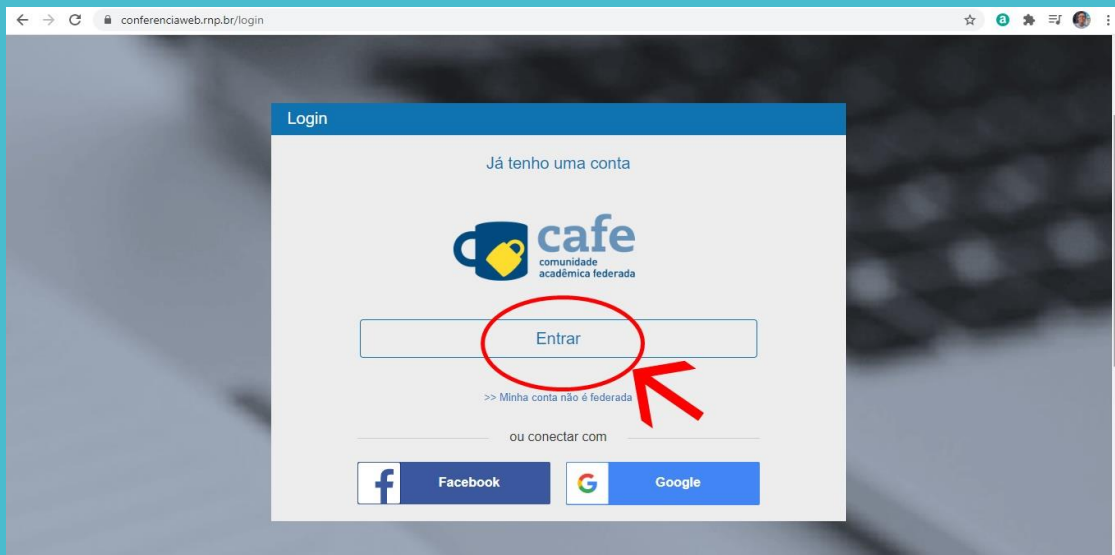 conferenciaweb.rnp.br/login
Login
Já tenho uma conta
cafe
comunidade
acadêmica federada
Entrar
>> Minha conta não é federada
ou conectar com
Facebook
Google